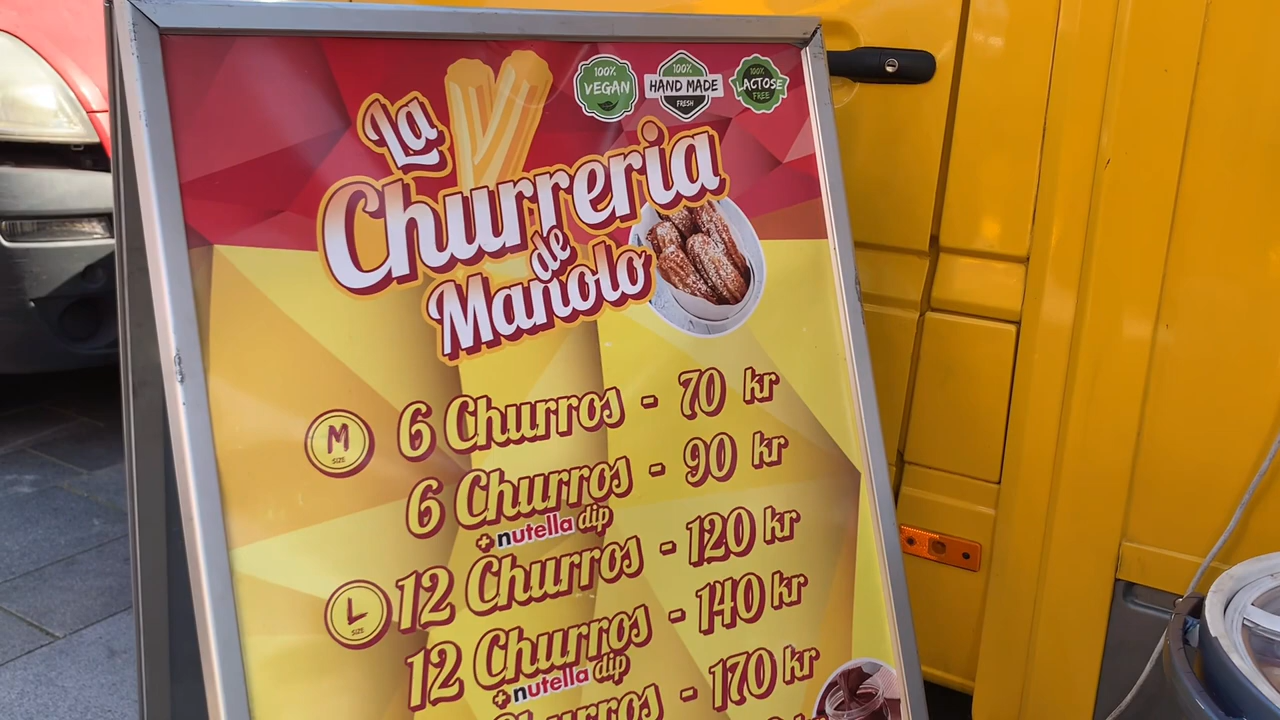 100% VEGAN
100% HAND MADE FRESH
100% LACTOSE FREE
La
Churreria
de
Manolo
M SIZE
6 Churros - 70 kr
6 Churros - 90 kr
+ nutella dip
L SIZE
12 Churros - 120 kr
12 Churros - 140 kr
+ nutella dip
Churros - 170 kr